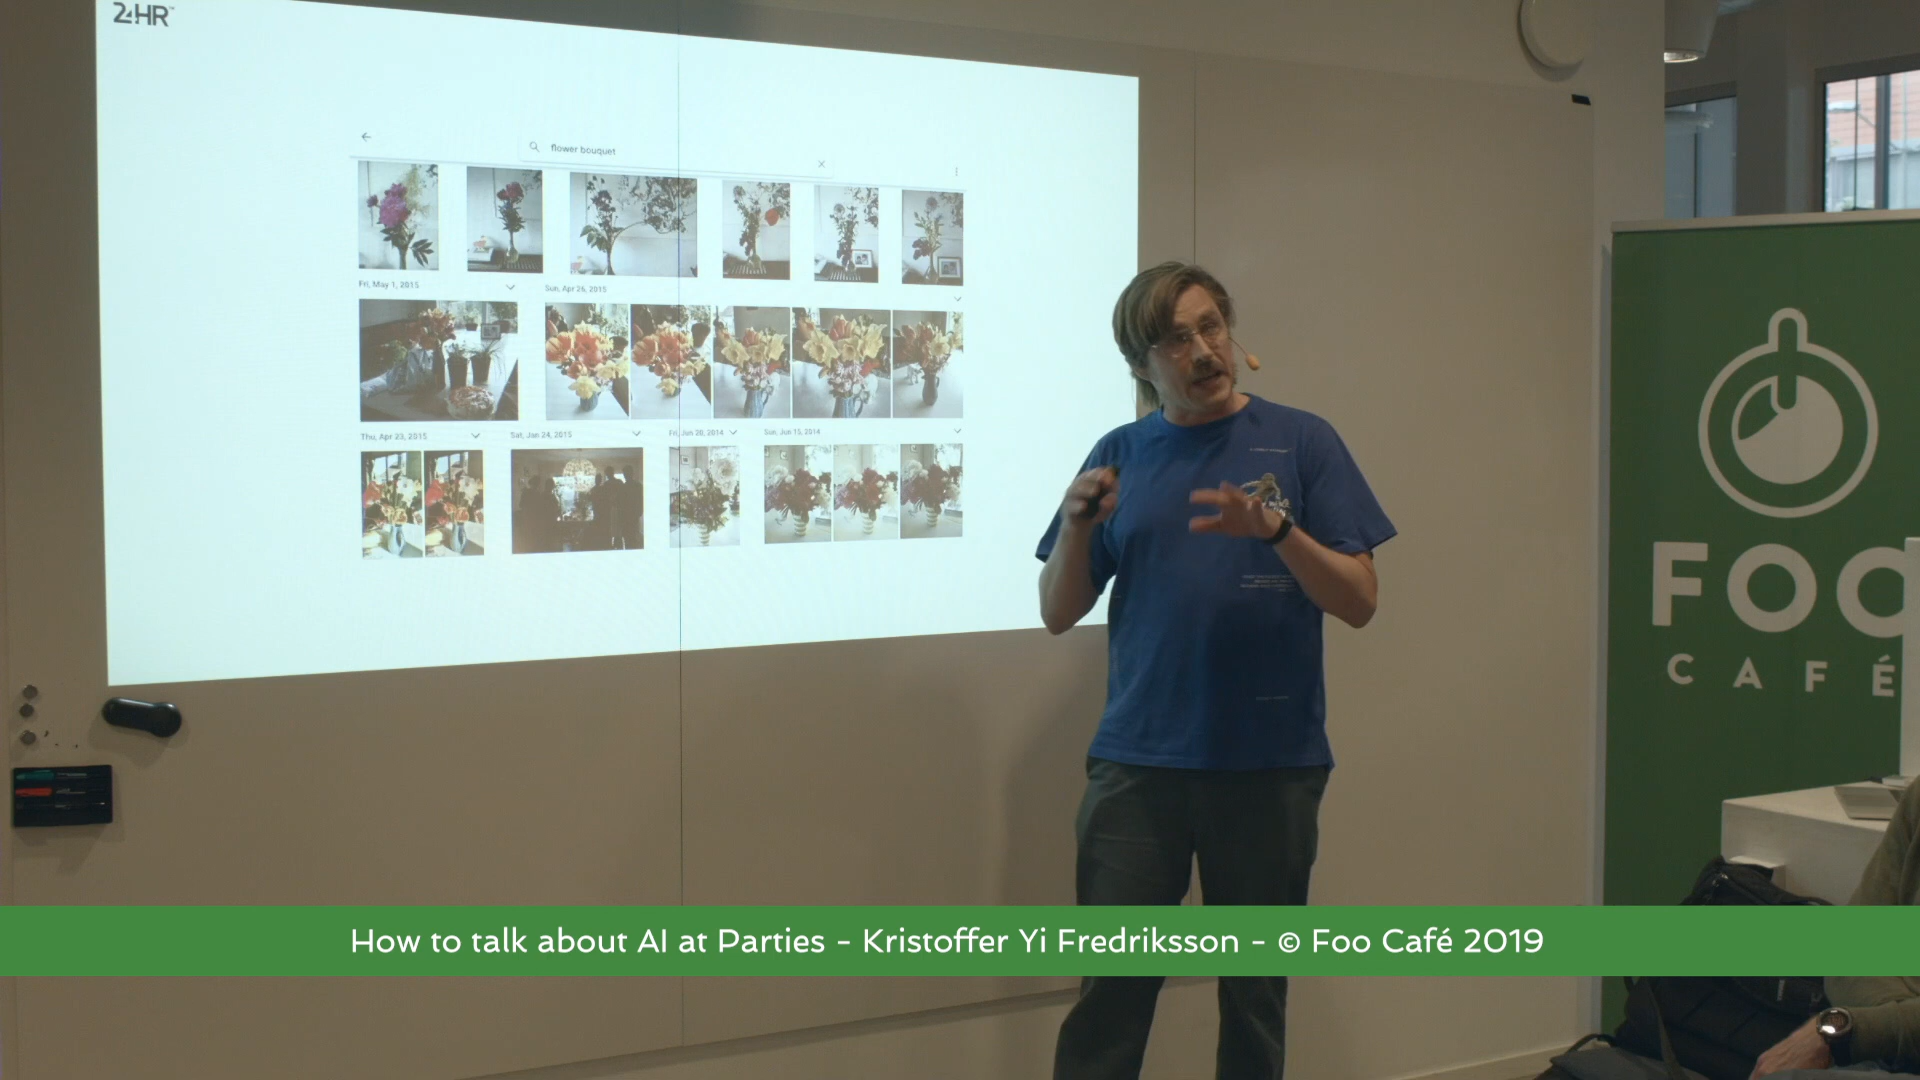 24HR
flower bouquet
Fri, May 1, 2015
Sun, Apr 26, 2015
Thu, Apr 23, 2015
Sat, Jan 24, 2015
Fri, Jun 20, 2014
Sun, Jun 15, 2014
FOO
CAFÉ
How to talk about AI at Parties - Kristoffer Yi Fredriksson - © Foo Café 2019